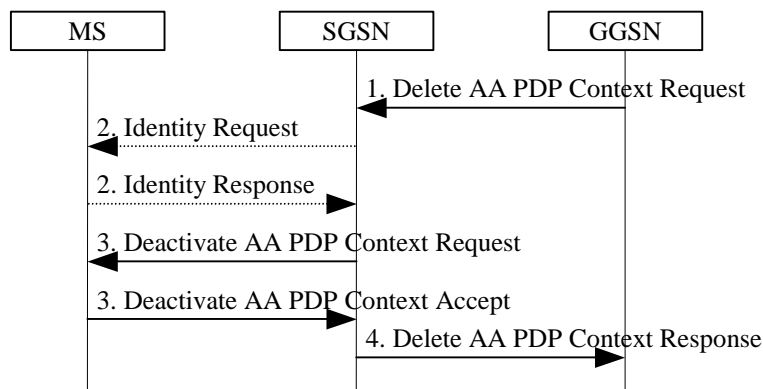 MS
SGSN
GGSN
1. Delete AA PDP Context Request
2. Identity Request
2. Identity Response
3. Deactivate AA PDP Context Request
3. Deactivate AA PDP Context Accept
4. Delete AA PDP Context Response